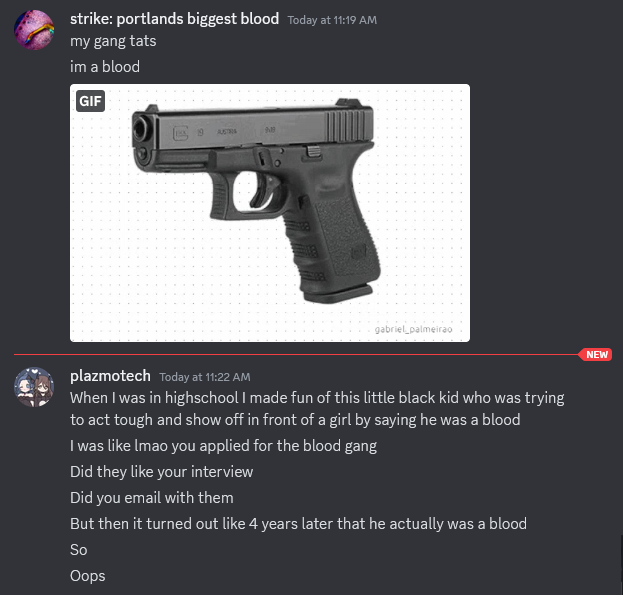 strike: portlands biggest blood Today at 11:19 AM
my gang tats
im a blood
GIF
gabriel_palmeirao
NEW
plazmotech Today at 11:22 AM
When I was in highschool I made fun of this little black kid who was trying
to act tough and show off in front of a girl by saying he was a blood
I was like lmao you applied for the blood gang
Did they like your interview
Did you email with them
But then it turned out like 4 years later that he actually was a blood
So
Oops